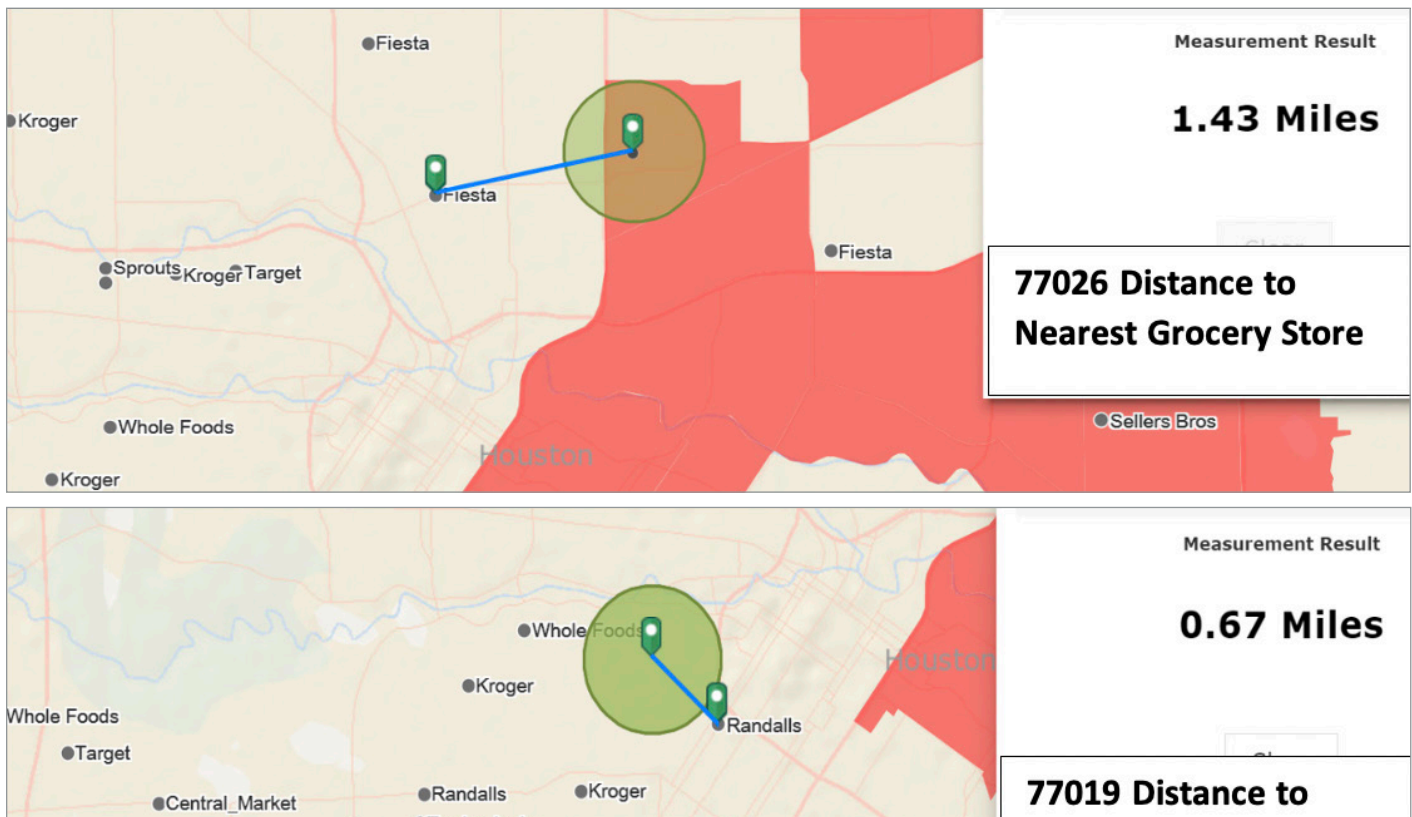 Fiesta
Measurement Result
Kroger
1.43 Miles
Fiesta
Fiesta
Sprouts
Kroger
Target
77026 Distance to
Nearest Grocery Store
Whole Foods
Sellers Bros
Houston
Kroger
Measurement Result
Whole Foods
0.67 Miles
Houston
Kroger
Whole Foods
Randalls
Target
77019 Distance to
Randalls
Kroger
Central_Market